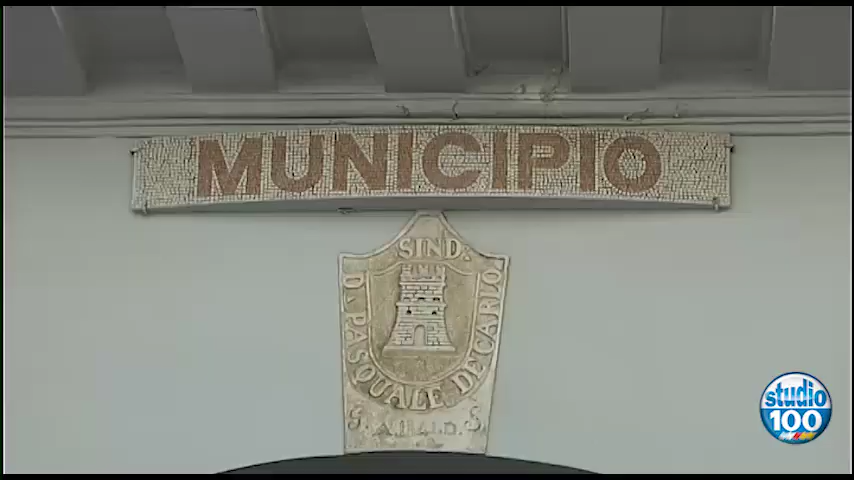 MUNICIPIO
SIND.
D. PASQUALE DE CARLO.
studio
100